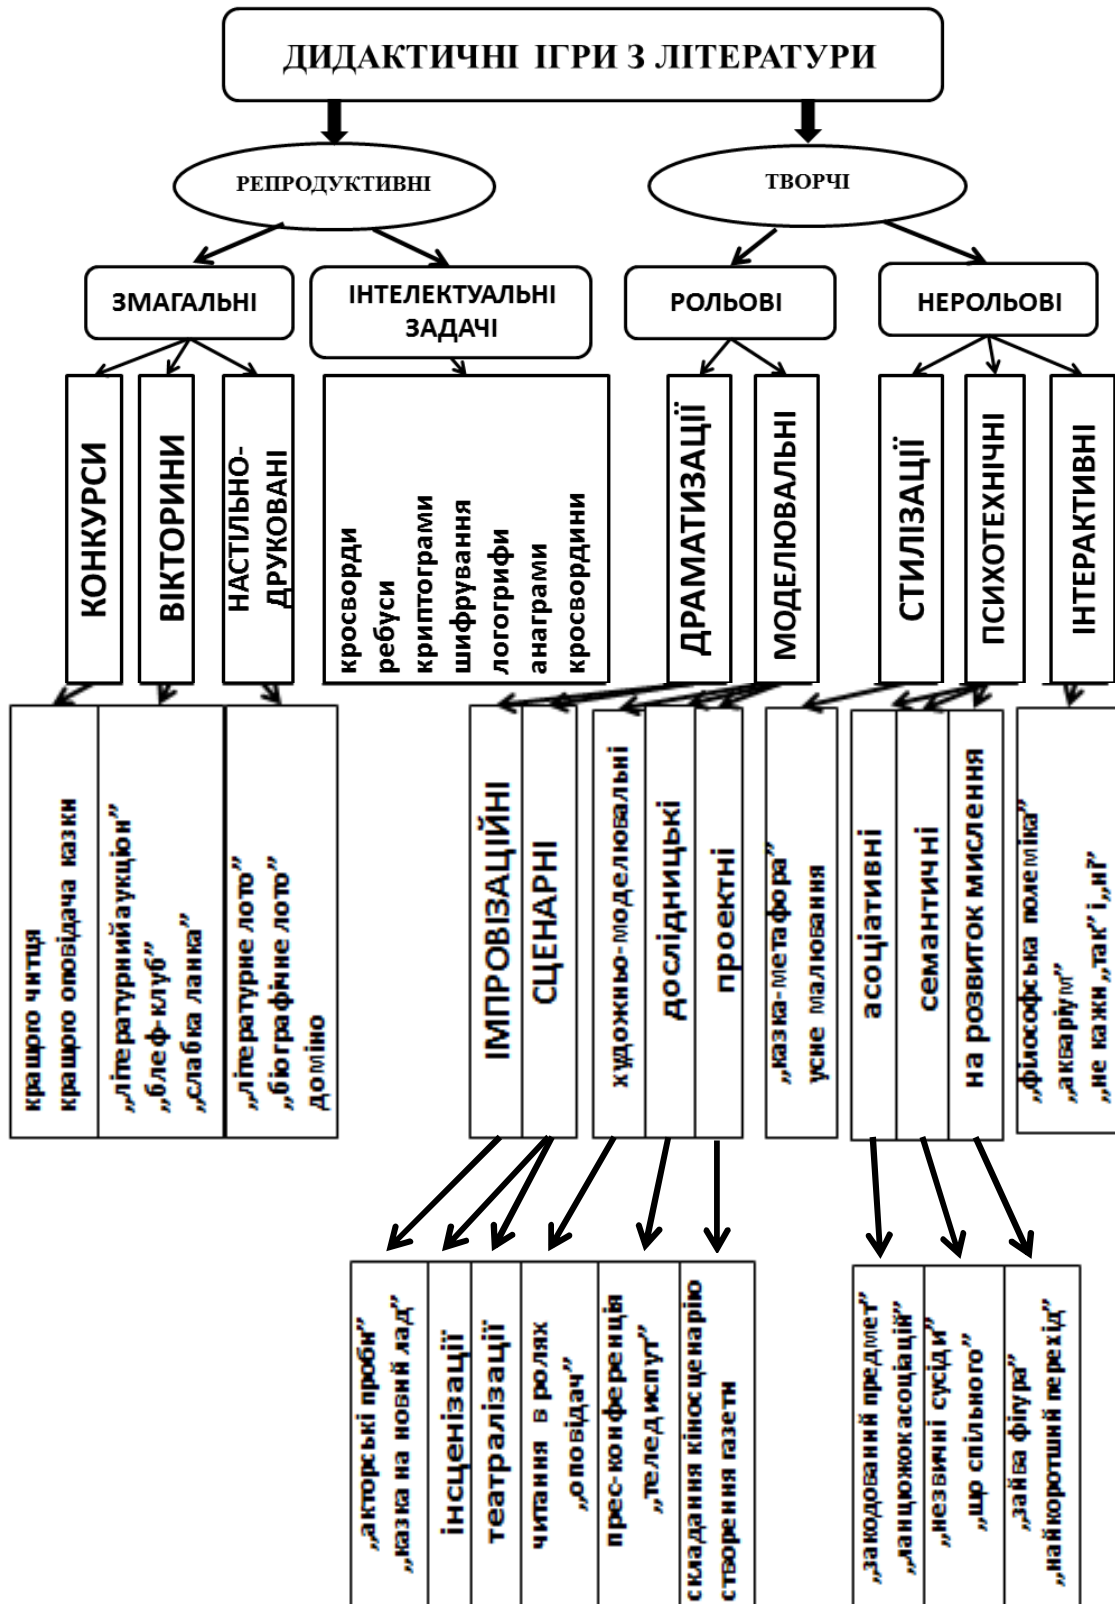 ДИДАКТИЧНІ ІГРИ З ЛІТЕРАТУРИ
РЕПРОДУКТИВНІ
ТВОРЧІ
ЗМАГАЛЬНІ
ІНТЕЛЕКТУАЛЬНІ
ЗАДАЧІ
РОЛЬОВІ
НЕРОЛЬОВІ
КОНКУРСИ
ВІКТОРИНИ
НАСТІЛЬНО-
ДРУКОВАНІ
кросворди
ребуси
криптограми
шифрування
логогрифи
анаграми
кросвордини
ДРАМАТИЗАЦІЇ
МОДЕЛЮВАЛЬНІ
СТИЛІЗАЦІЇ
ПСИХОТЕХНІЧНІ
ІНТЕРАКТИВНІ
кращого читця
кращого оповідача казки
„літературний аукціон”
„блеф-клуб”
„слабка ланка”
„літературне лото”
„біографічне лото”
доміно
ІМПРОВІЗАЦІЙНІ
СЦЕНАРНІ
художньо-моделювальні
дослідницькі
проектні
„казка-метафора”
усне малювання
асоціативні
семантичні
на розвиток мислення
„філософська полеміка”
„акваріум”
„не кажи „так” і „ні”
„акторські проби”
„казка на новий лад”
інсценізації
театралізації
читання в ролях
„оповідач”
прес-конференція
„теледиспут”
складання кіносценарію
створення газети
„закодований предмет”
„ланцюжок асоціацій”
„незвичні сусіди”
„що спільного”
„зайва фігура”
„найкоротший перехід”